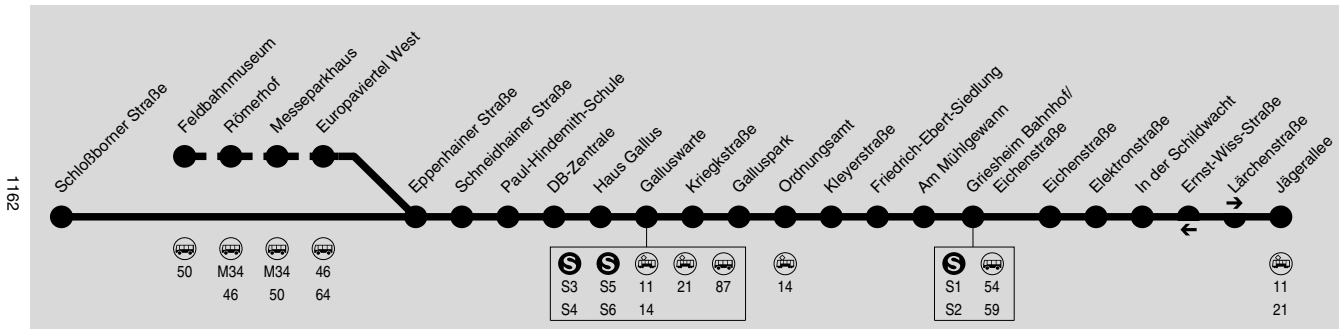 1162
Schloßborner Straße
Feldbahnmuseum
Römerhof
Messeparkhaus
Europaviertel West
Eppenhainer Straße
Schneidhainer Straße
Paul-Hindemith-Schule
DB-Zentrale
Haus Gallus
Galluswarte
Kriegkstraße
Galluspark
Ordnungsamt
Kleyerstraße
Friedrich-Ebert-Siedlung
Am Mühlgewann
Griesheim Bahnhof/
Eichenstraße
Eichenstraße
Elektronstraße
In der Schildwacht
Ernst-Wiss-Straße
Lärchenstraße
Jägerallee
50
M34
46
M34
50
46
64
S S
S3 S5 11 21 87
S4 S6 14
14
S
S1 54
S2 59
11
21